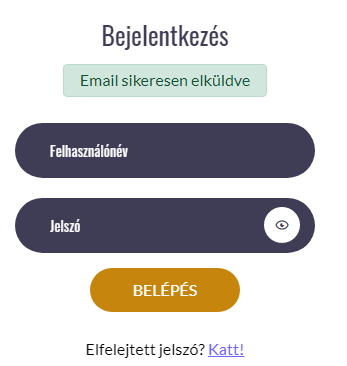 Bejelentkezés
Email sikeresen elküldve
Felhasználónév
Jelszó
BELÉPÉS
Elfelejtett jelszó? Katt!